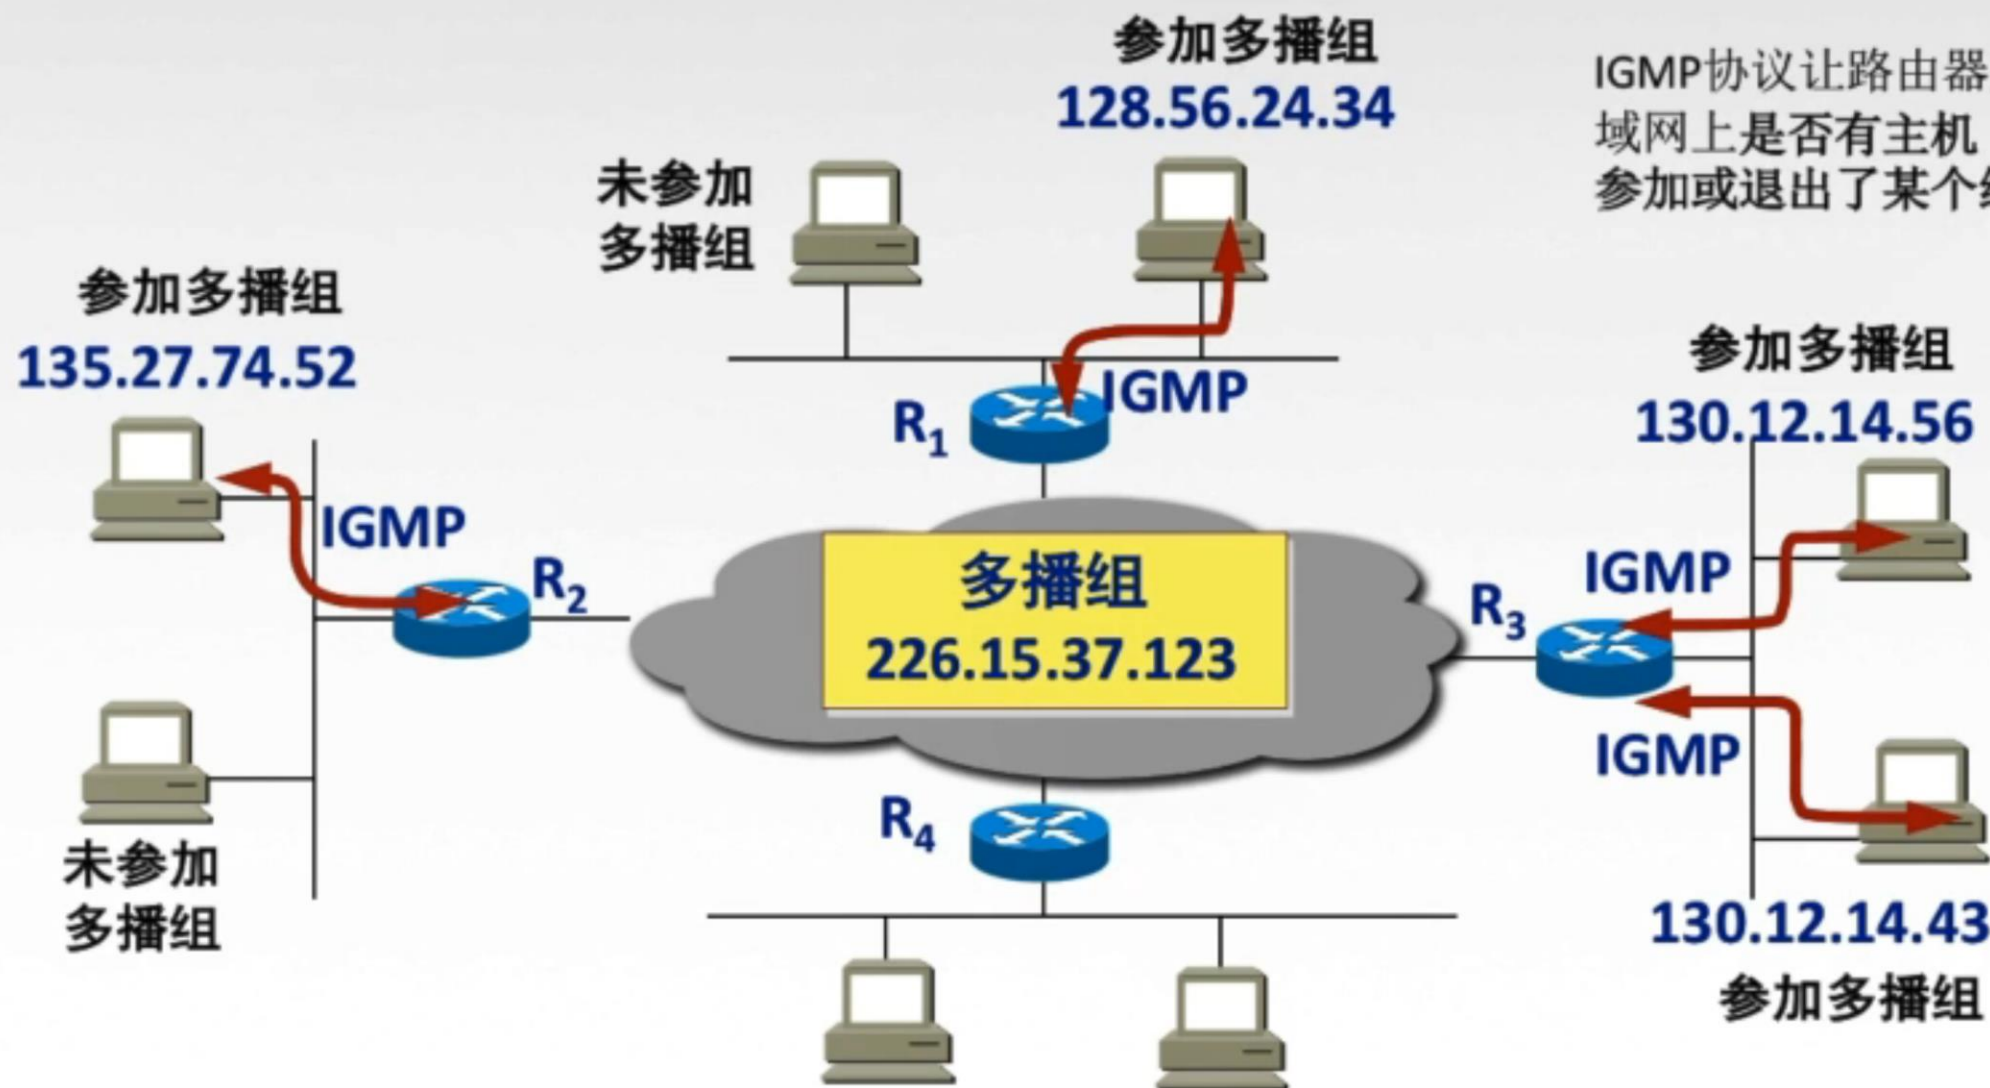 参加多播组
128.56.24.34
IGMP协议让路由器
域网上是否有主机
参加或退出了某个
未参加
多播组
参加多播组
135.27.74.52
IGMP
R₂
未参加
多播组
R₁
IGMP
多播组
226.15.37.123
参加多播组
130.12.14.56
R₃
IGMP
IGMP
130.12.14.43
参加多播组
R₄